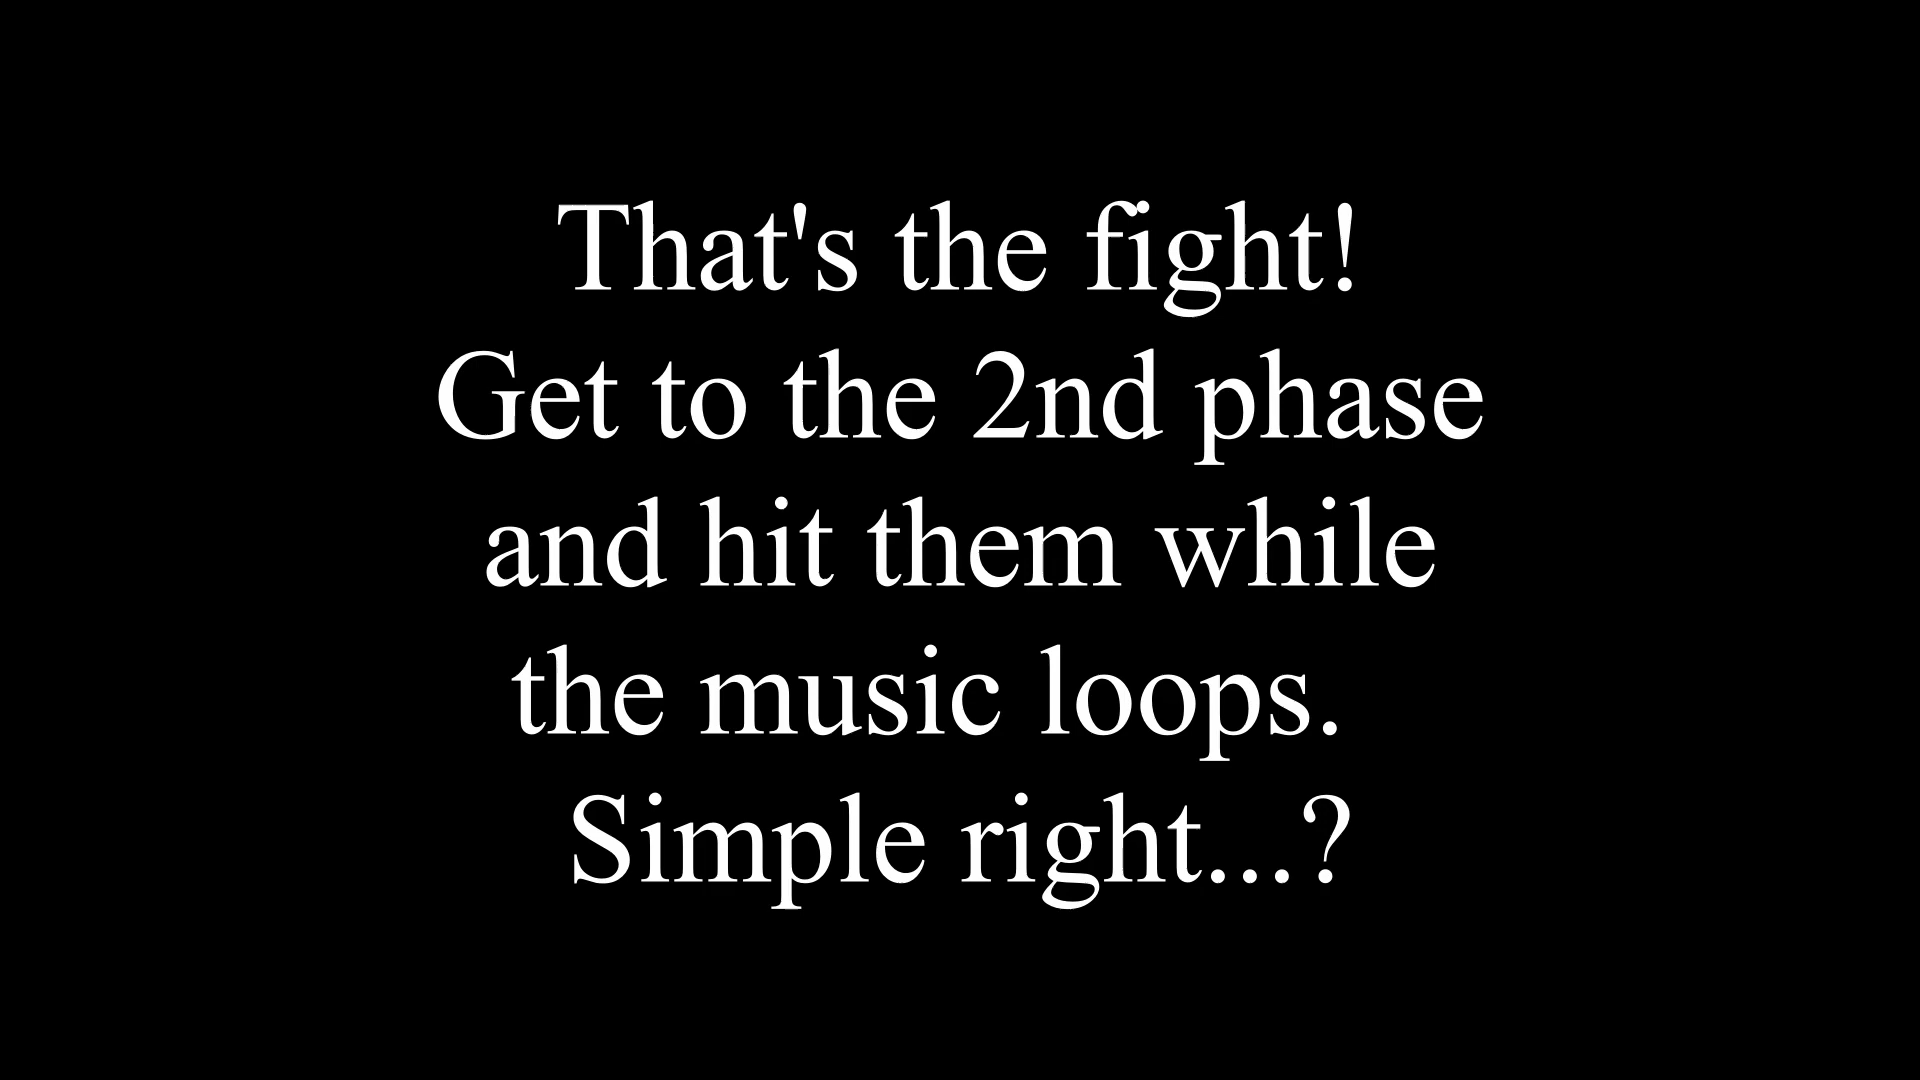 That's the fight!
Get to the 2nd phase
and hit them while
the music loops.
Simple right...?